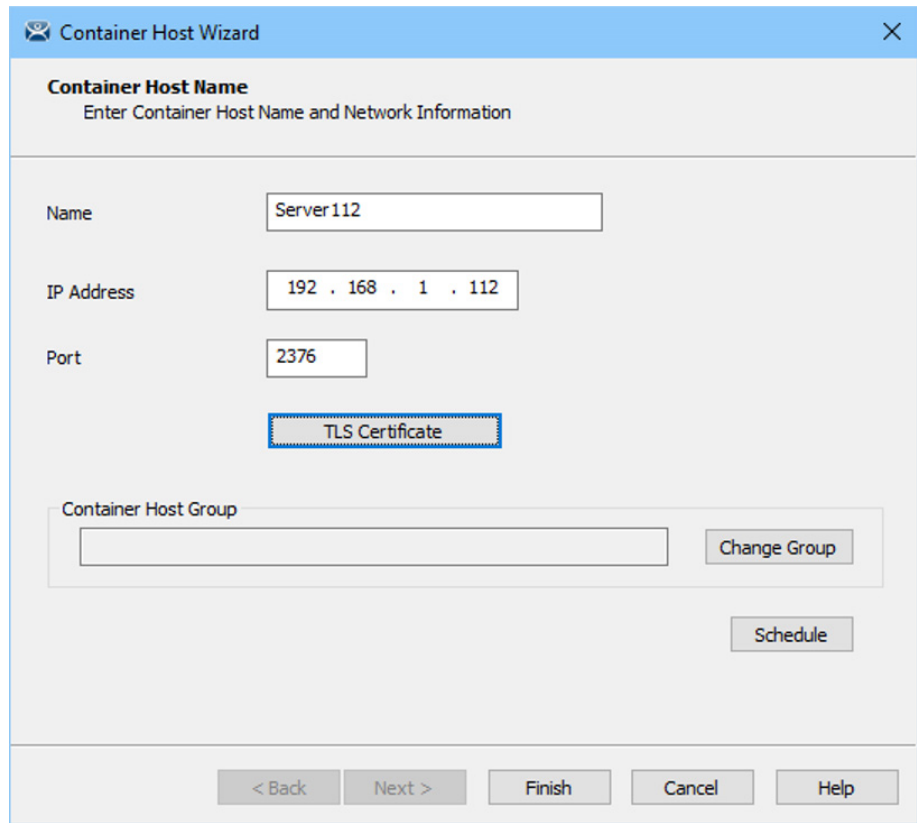 Container Host Wizard
Container Host Name
Enter Container Host Name and Network Information
Name
Server112
IP Address
192 . 168 . 1 . 112
Port
2376
TLS Certificate
Container Host Group
Change Group
Schedule
< Back Next > Finish Cancel Help